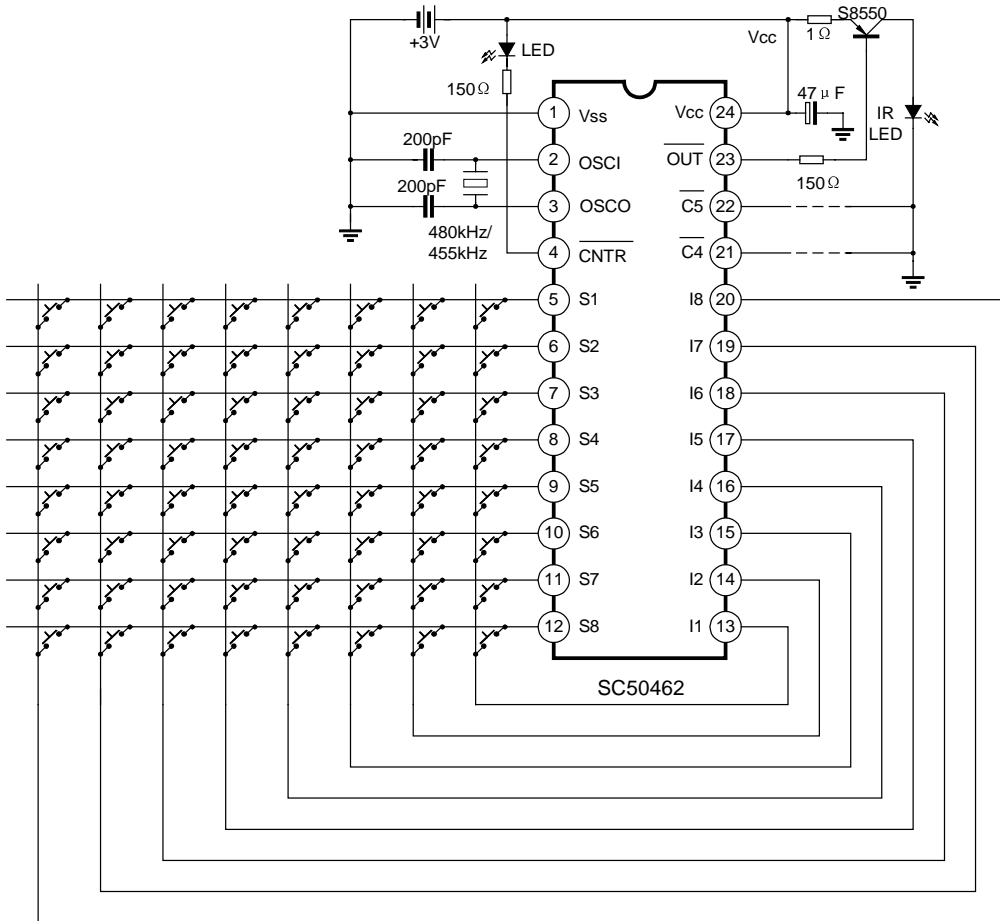 +3V
LED
150Ω
Vcc
1Ω
S8550
47μF
IR
LED
200pF
200pF
480kHz/
455kHz
150Ω
1 Vss
2 OSCI
3 OSCO
4 CNTR
5 S1
6 S2
7 S3
8 S4
9 S5
10 S6
11 S7
12 S8
Vcc 24
OUT 23
C5 22
C4 21
I8 20
I7 19
I6 18
I5 17
I4 16
I3 15
I2 14
I1 13
SC50462